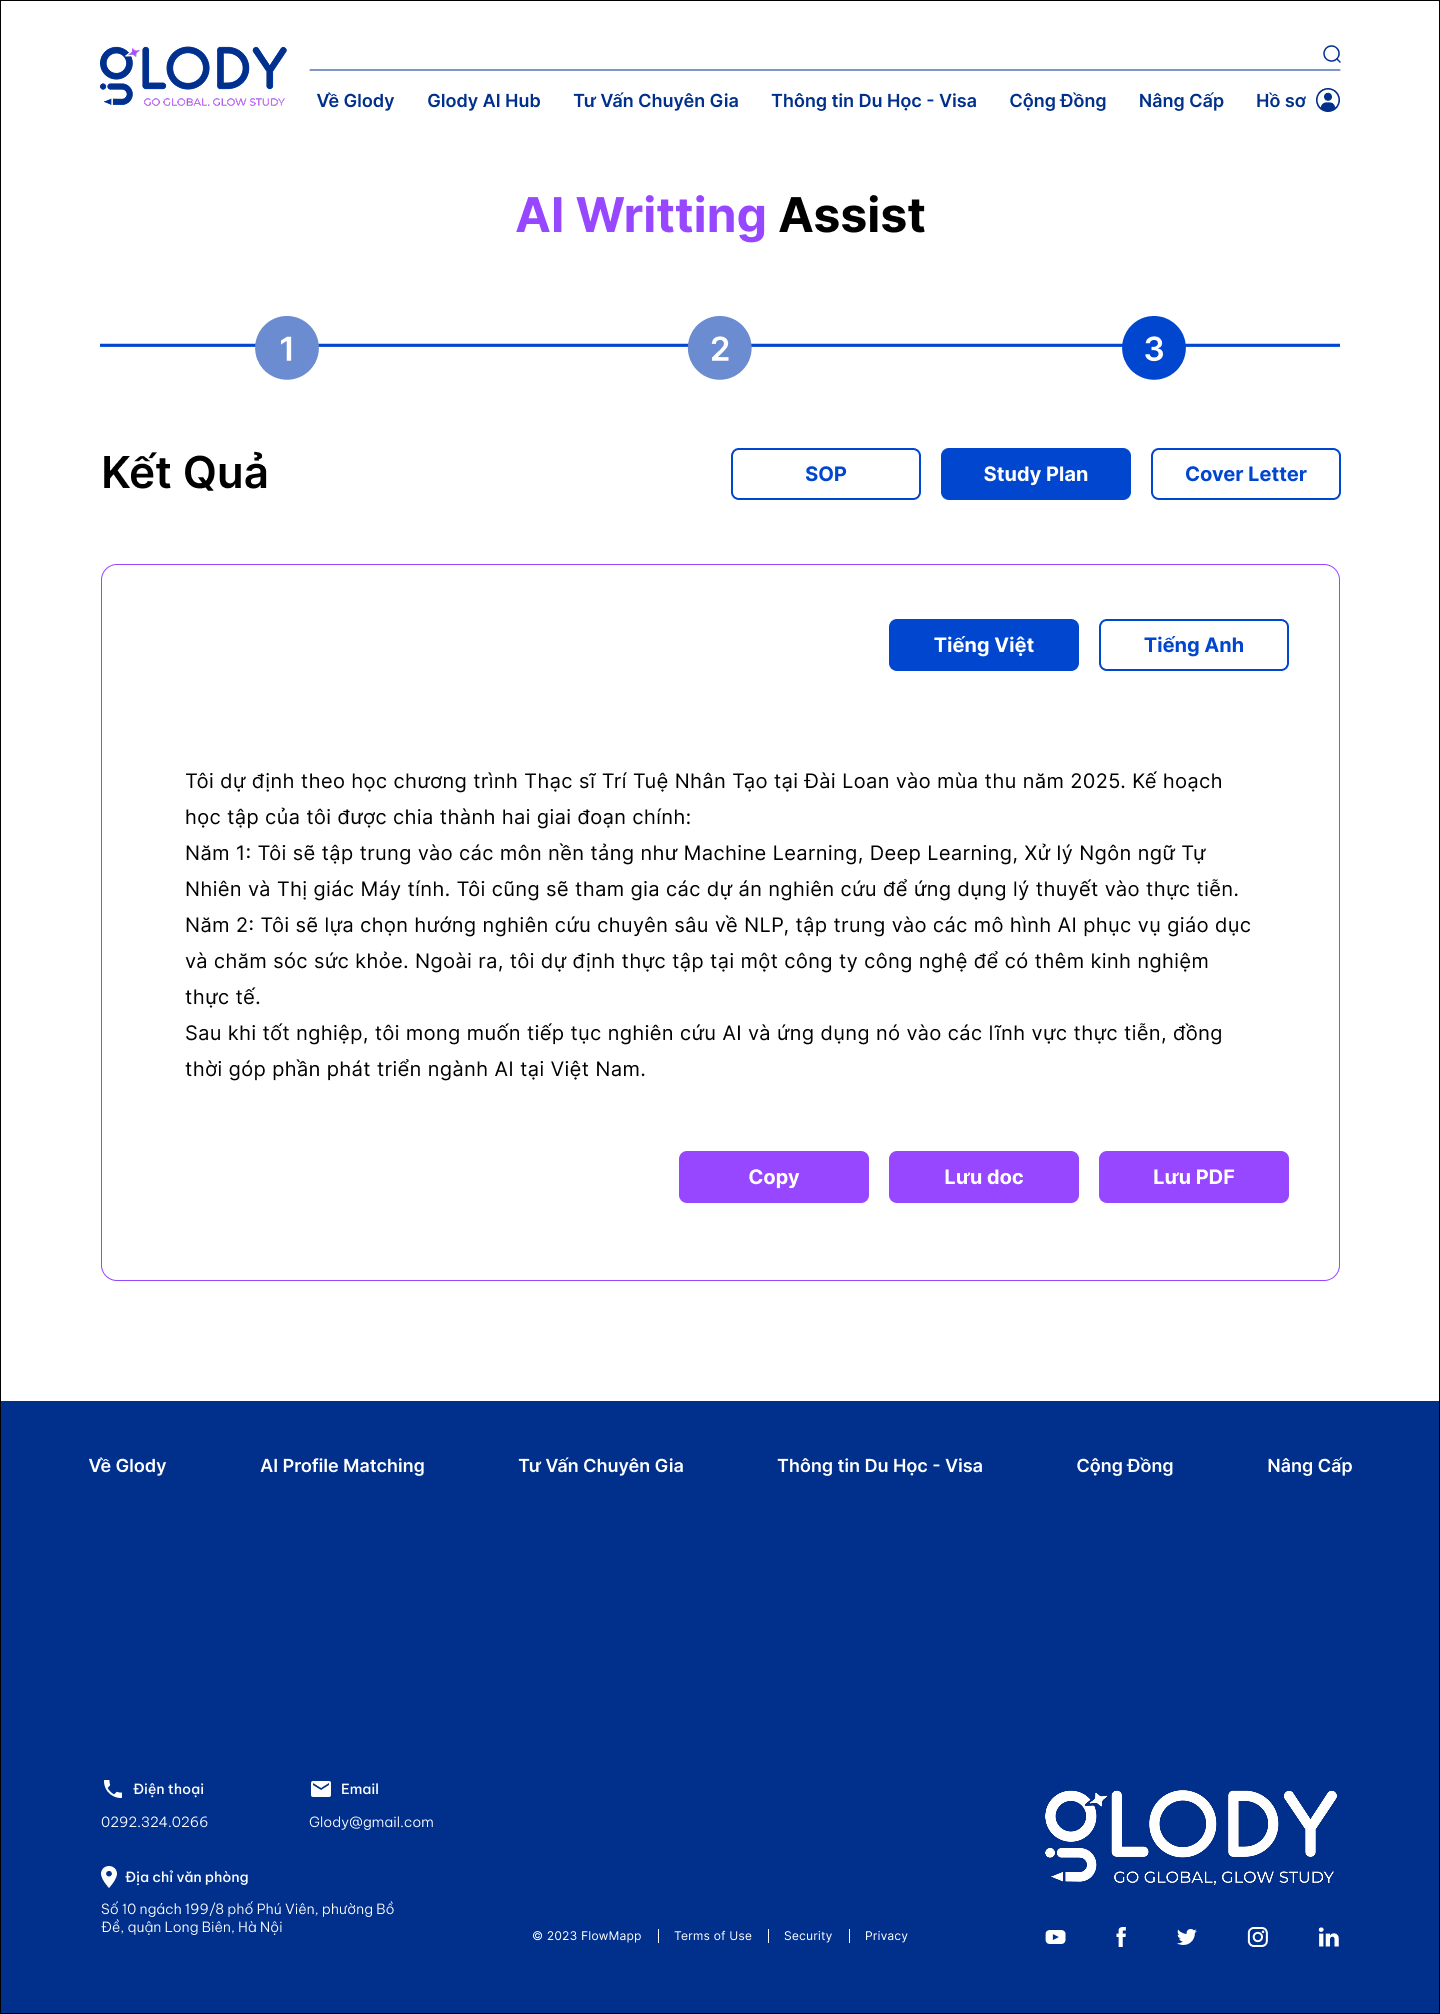 gLODY
GO GLOBAL, GLOW STUDY
Về Glody
Glody AI Hub
Tư Vấn Chuyên Gia
Thông tin Du Học - Visa
Cộng Đồng
Nâng Cấp
Hồ sơ
AI Writting Assist
1
2
3
Kết Quả
SOP
Study Plan
Cover Letter
Tiếng Việt
Tiếng Anh
Tôi dự định theo học chương trình Thạc sĩ Trí Tuệ Nhân Tạo tại Đài Loan vào mùa thu năm 2025. Kế hoạch
học tập của tôi được chia thành hai giai đoạn chính:
Năm 1: Tôi sẽ tập trung vào các môn nền tảng như Machine Learning, Deep Learning, Xử lý Ngôn ngữ Tự
Nhiên và Thị giác Máy tính. Tôi cũng sẽ tham gia các dự án nghiên cứu để ứng dụng lý thuyết vào thực tiễn.
Năm 2: Tôi sẽ lựa chọn hướng nghiên cứu chuyên sâu về NLP, tập trung vào các mô hình AI phục vụ giáo dục
và chăm sóc sức khỏe. Ngoài ra, tôi dự định thực tập tại một công ty công nghệ để có thêm kinh nghiệm
thực tế.
Sau khi tốt nghiệp, tôi mong muốn tiếp tục nghiên cứu AI và ứng dụng nó vào các lĩnh vực thực tiễn, đồng
thời góp phần phát triển ngành AI tại Việt Nam.
Copy
Lưu doc
Lưu PDF
Về Glody
AI Profile Matching
Tư Vấn Chuyên Gia
Thông tin Du Học - Visa
Cộng Đồng
Nâng Cấp
Điện thoại
0292.324.0266
Email
Glody@gmail.com
Địa chỉ văn phòng
Số 10 ngách 199/8 phố Phú Viên, phường Bồ
Đề, quận Long Biên, Hà Nội
© 2023 FlowMapp
Terms of Use
Security
Privacy
gLODY
GO GLOBAL, GLOW STUDY